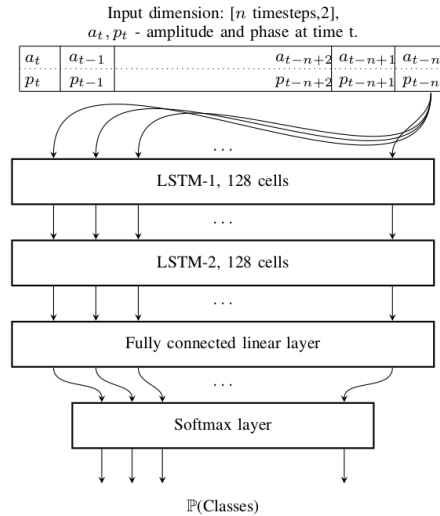 Input dimension: [n timesteps,2],
a_t, p_t - amplitude and phase at time t.
a_t a_{t−1} a_{t−n+2} a_{t−n+1} a_{t−n}
p_t p_{t−1} p_{t−n+2} p_{t−n+1} p_{t−n}
...
LSTM-1, 128 cells
...
LSTM-2, 128 cells
...
Fully connected linear layer
...
Softmax layer
...
ℙ(Classes)